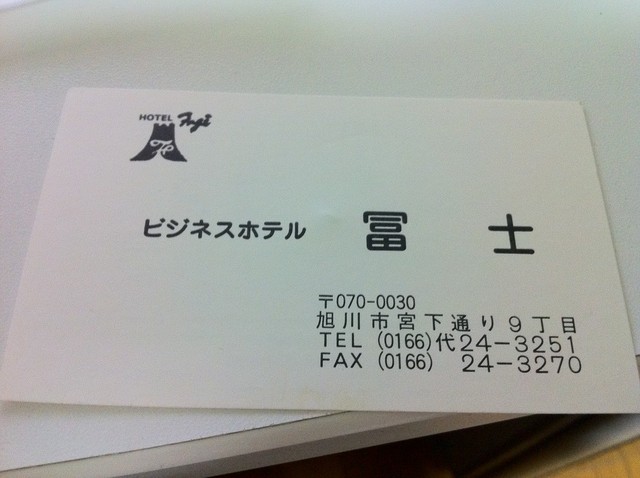 HOTEL Fuji
ビジネスホテル 冨士
〒070-0030
旭川市宮下通り9丁目
TEL (0166)代24-3251
FAX (0166) 24-3270